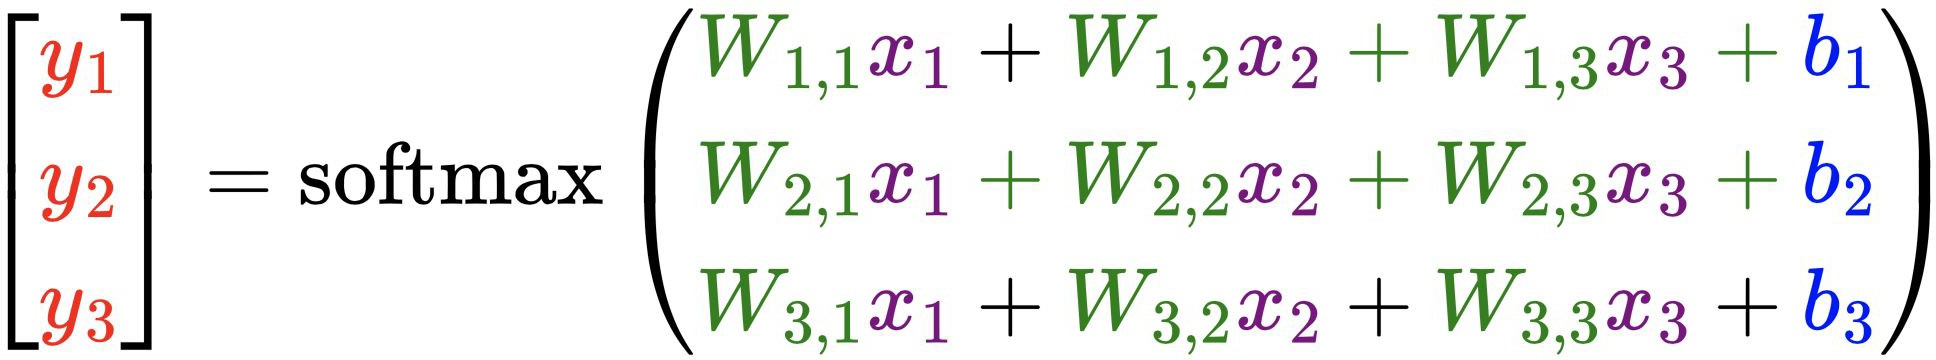 [y₁ y₂ y₃] = softmax
W₁,₁x₁ + W₁,₂x₂ + W₁,₃x₃ + b₁
W₂,₁x₁ + W₂,₂x₂ + W₂,₃x₃ + b₂
W₃,₁x₁ + W₃,₂x₂ + W₃,₃x₃ + b₃